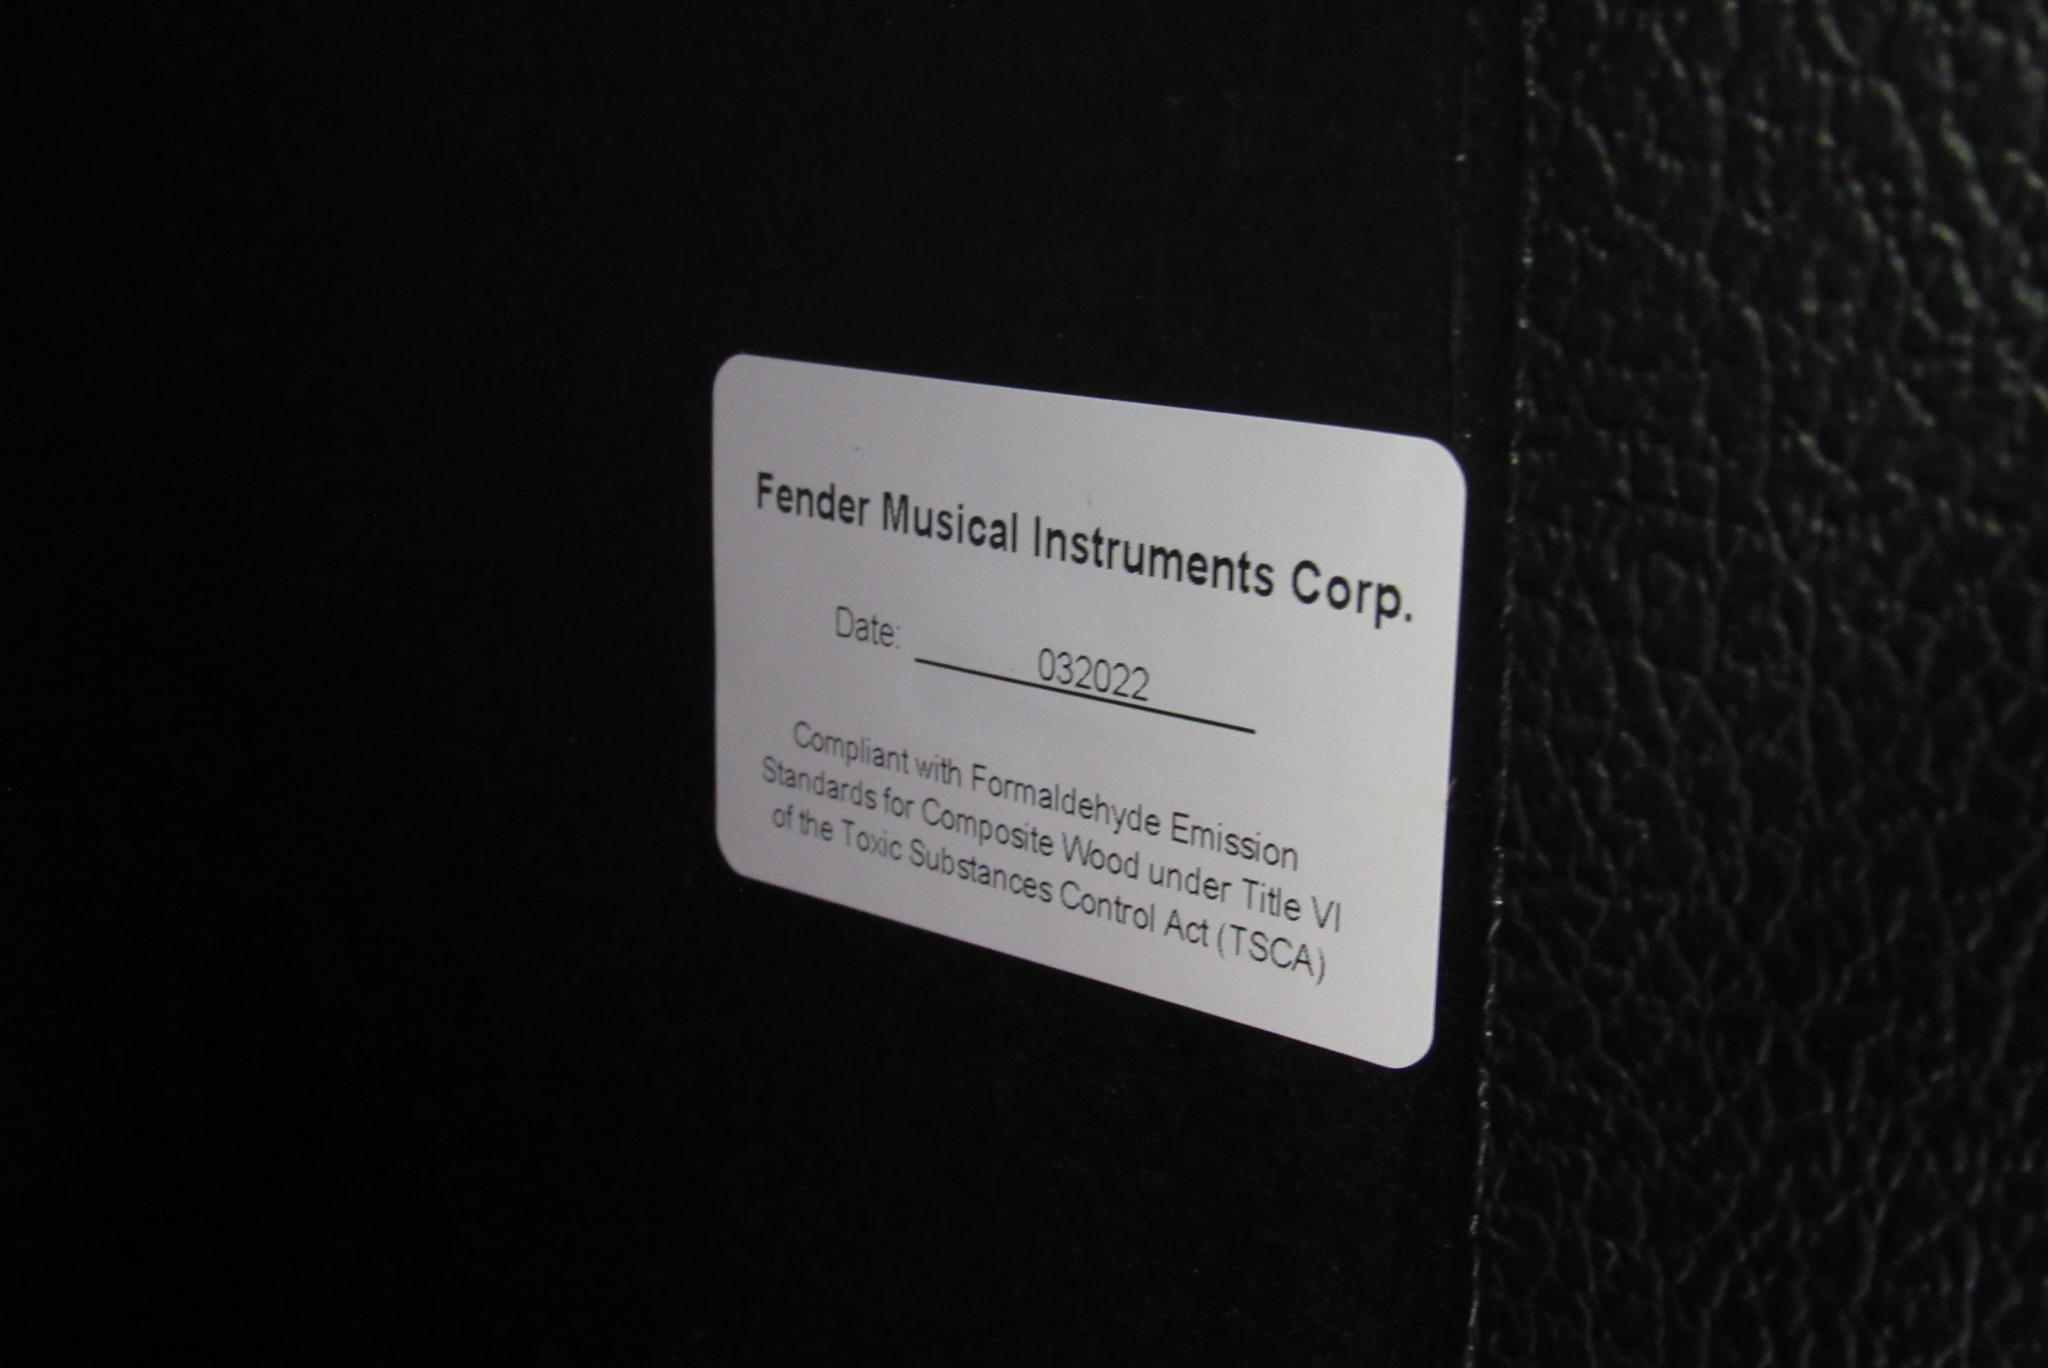 Fender Musical Instruments Corp.
Date: 032022
Compliant with Formaldehyde Emission
Standards for Composite Wood under Title VI
of the Toxic Substances Control Act (TSCA)